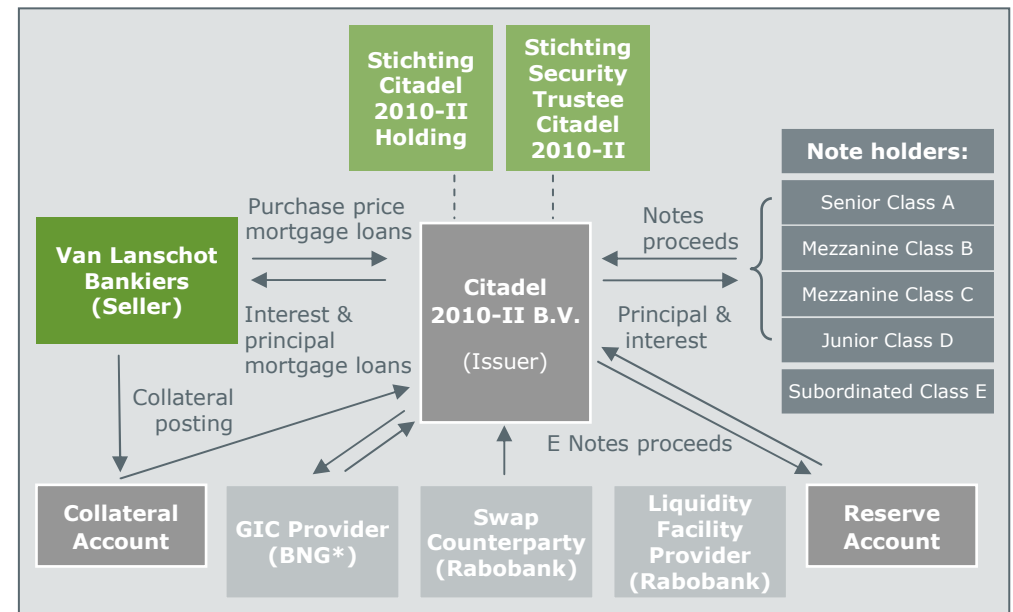 Stichting
Citadel
2010-II
Holding
Stichting
Security
Trustee
Citadel
2010-II
Note holders:
Senior Class A
Mezzanine Class B
Mezzanine Class C
Junior Class D
Subordinated Class E
Purchase price
mortgage loans
Notes
proceeds
Van Lanschot
Bankiers
(Seller)
Citadel
2010-II B.V.
(Issuer)
Interest &
principal
mortgage loans
Principal &
interest
Collateral
posting
E Notes proceeds
Collateral
Account
GIC Provider
(BNG*)
Swap
Counterparty
(Rabobank)
Liquidity
Facility
Provider
(Rabobank)
Reserve
Account